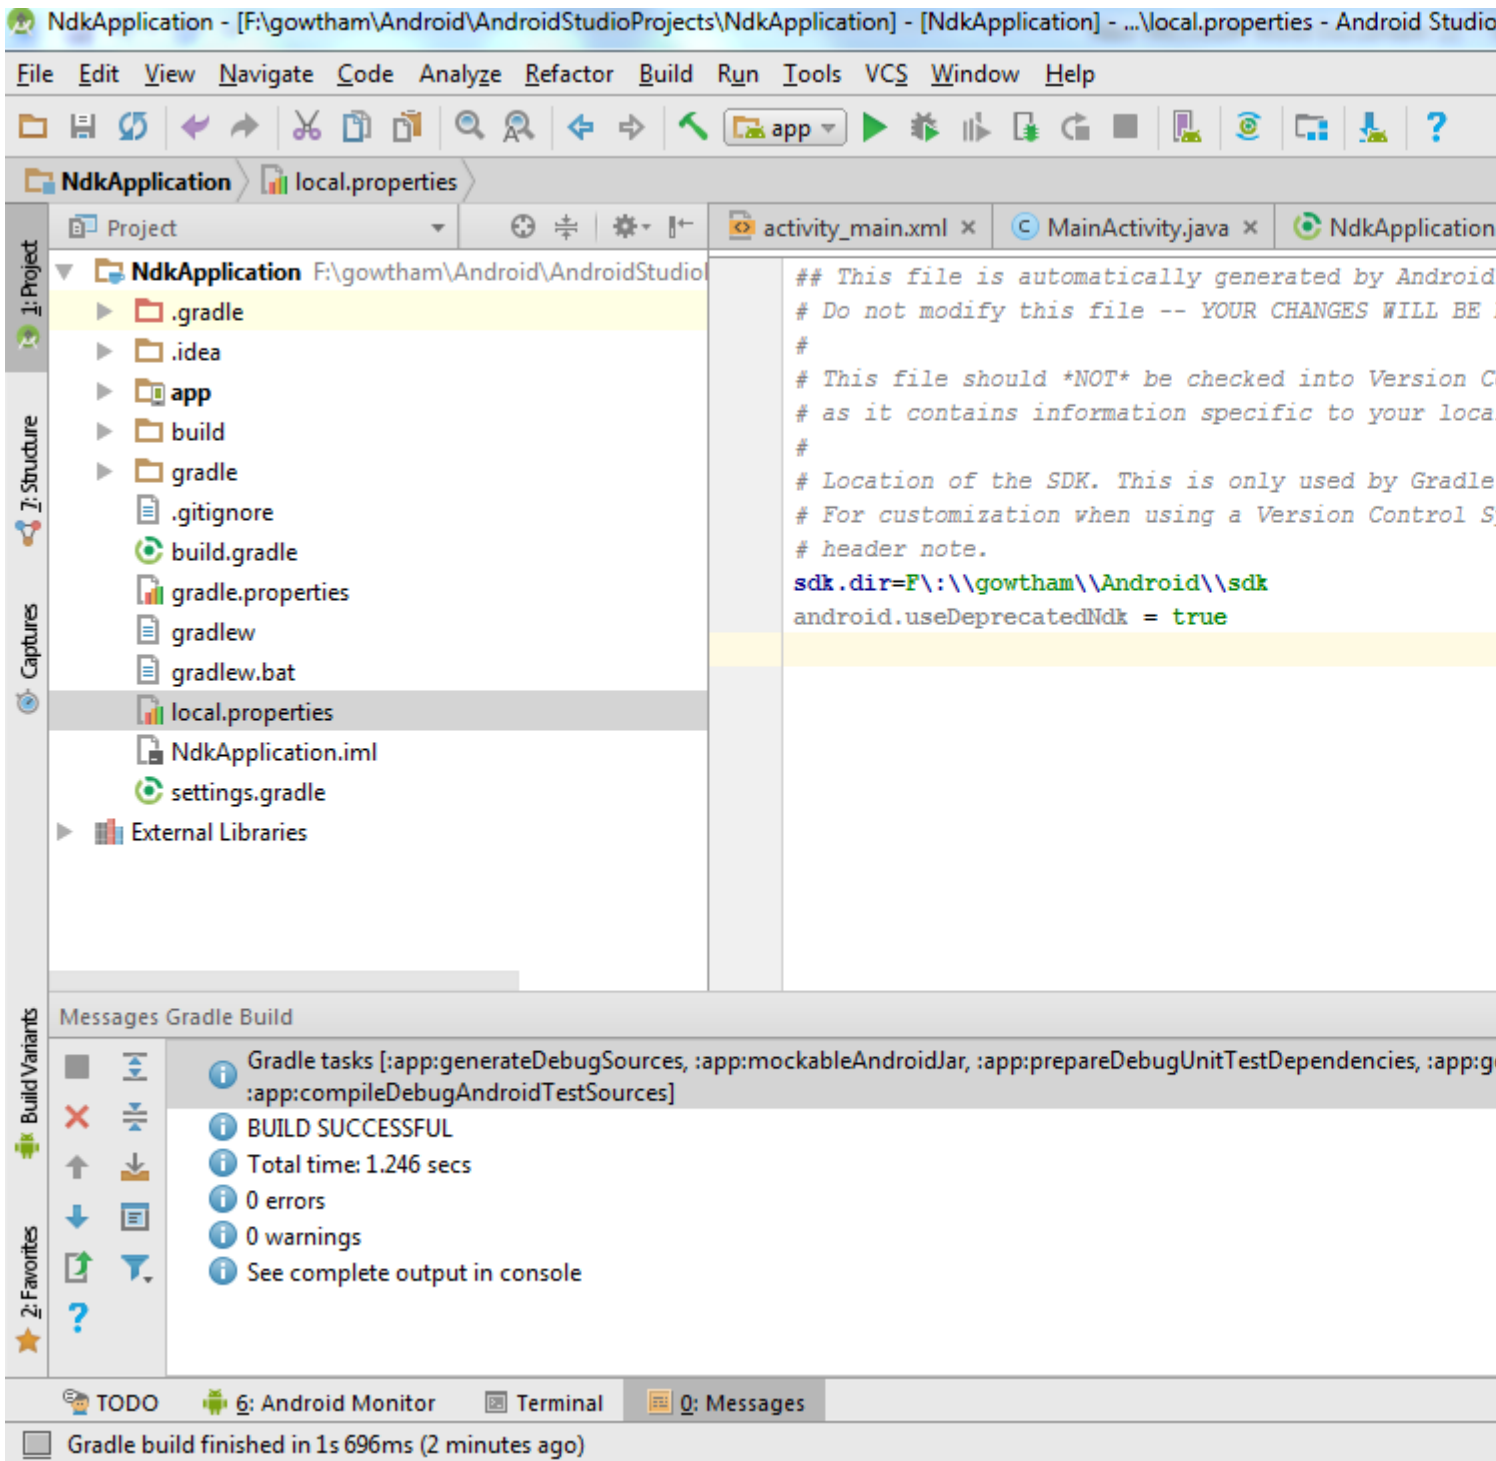 NdkApplication - [F:\gowtham\Android\AndroidStudioProjects\NdkApplication] - [NdkApplication] - ...\local.properties - Android Studio
File Edit View Navigate Code Analyze Refactor Build Run Tools VCS Window Help
app
NdkApplication local.properties
Project
activity_main.xml MainActivity.java NdkApplication
1: Project
7: Structure
Captures
Build Variants
2: Favorites
NdkApplication F:\gowtham\Android\AndroidStudio
.gradle
.idea
app
build
gradle
.gitignore
build.gradle
gradle.properties
gradlew
gradlew.bat
local.properties
NdkApplication.iml
settings.gradle
External Libraries
## This file is automatically generated by Android
# Do not modify this file -- YOUR CHANGES WILL BE
#
# This file should *NOT* be checked into Version
# as it contains information specific to your
#
# Location of the SDK. This is only used by Gradle
# For customization when using a Version Control
# header note.
sdk.dir=F\:\\gowtham\\Android\\sdk
android.useDeprecatedNdk = true
Messages Gradle Build
Gradle tasks [:app:generateDebugSources, :app:mockableAndroidJar, :app:prepareDebugUnitTestDependencies,
:app:compileDebugAndroidTestSources]
BUILD SUCCESSFUL
Total time: 1.246 secs
0 errors
0 warnings
See complete output in console
TODO 6: Android Monitor Terminal 0: Messages
Gradle build finished in 1s 696ms (2 minutes ago)